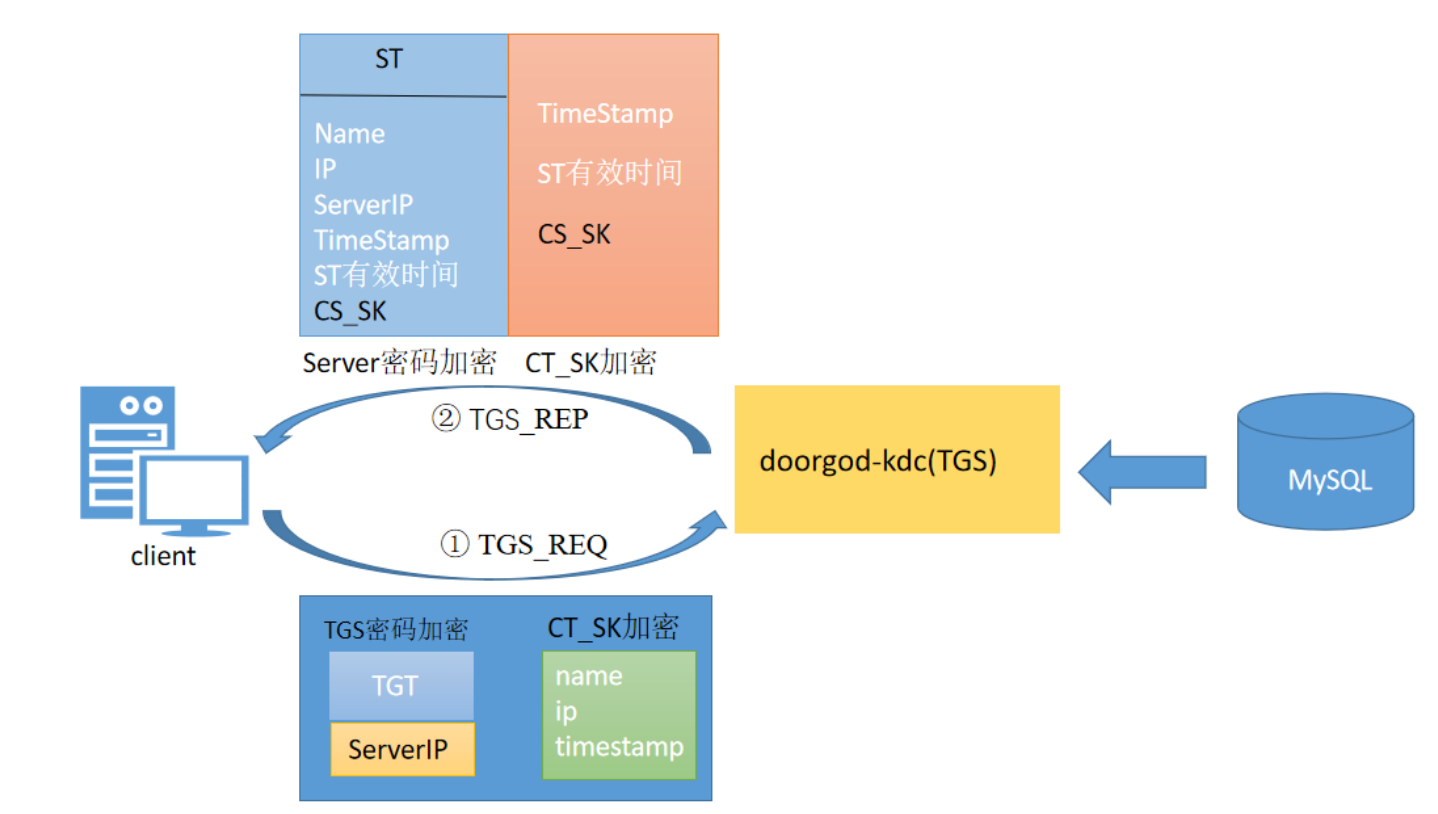 ST
Name
IP
ServerIP
TimeStamp
ST有效时间
CS_SK
TimeStamp
ST有效时间
CS_SK
Server密码加密
CT_SK加密
② TGS_REP
doorgod-kdc(TGS)
MySQL
client
① TGS_REQ
TGS密码加密
TGT
ServerIP
CT_SK加密
name
ip
timestamp